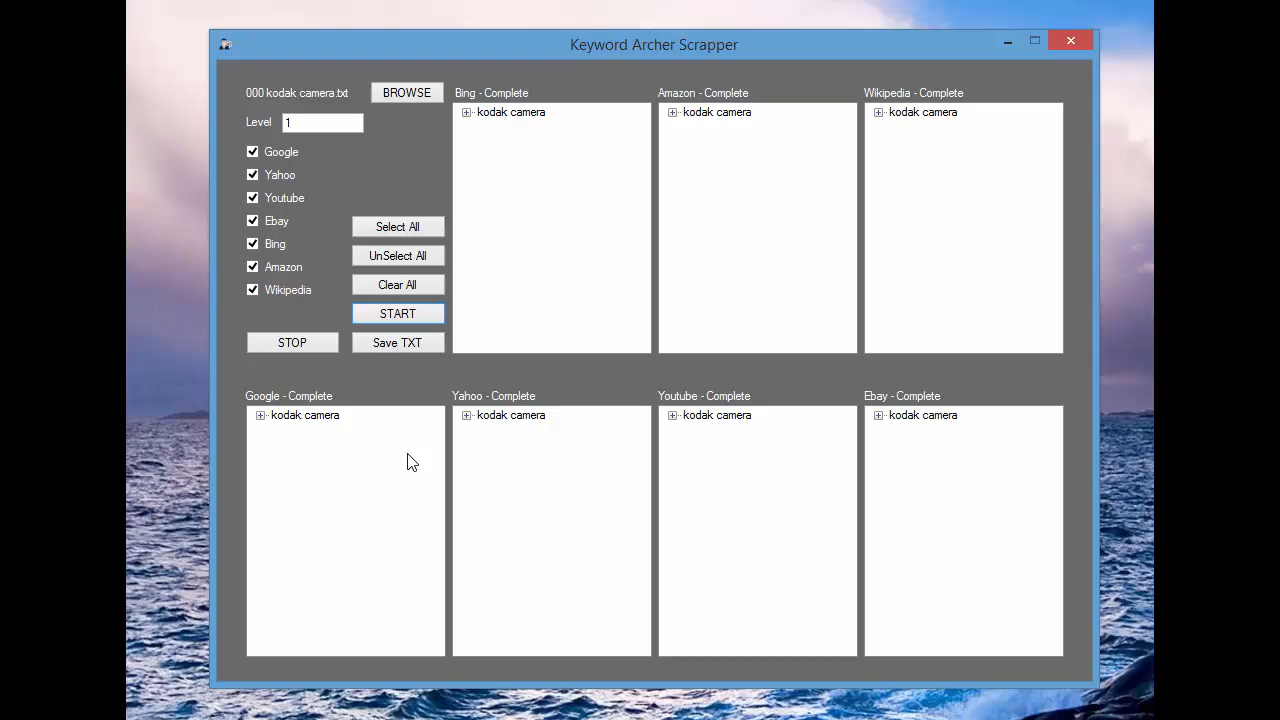 Keyword Archer Scrapper
000 kodak camera.txt
BROWSE
Level
1
Google
Yahoo
Youtube
Ebay
Bing
Amazon
Wikipedia
Select All
UnSelect All
Clear All
START
STOP
Save TXT
Bing - Complete
kodak camera
Amazon - Complete
kodak camera
Wikipedia - Complete
kodak camera
Google - Complete
kodak camera
Yahoo - Complete
kodak camera
Youtube - Complete
kodak camera
Ebay - Complete
kodak camera